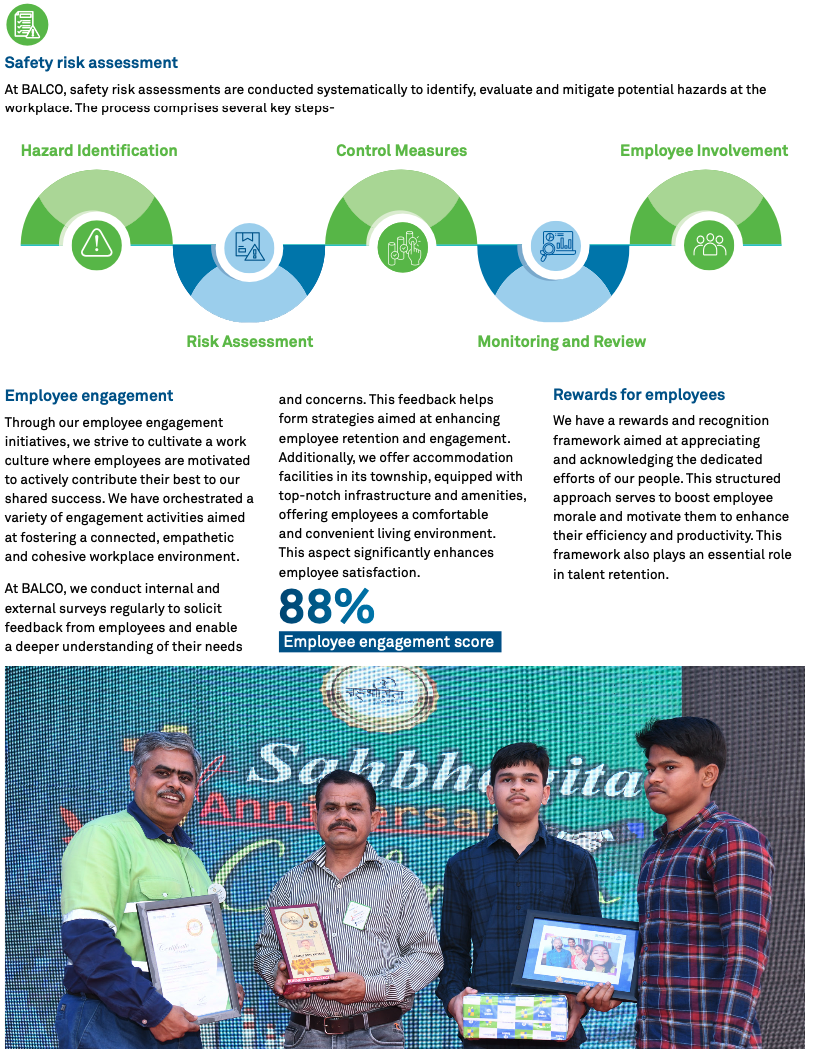 Safety risk assessment
At BALCO, safety risk assessments are conducted systematically to identify, evaluate and mitigate potential hazards at the
workplace. The process comprises several key steps-
Hazard Identification
Control Measures
Employee Involvement
Risk Assessment
Monitoring and Review
Employee engagement
Through our employee engagement
initiatives, we strive to cultivate a work
culture where employees are motivated
to actively contribute their best to our
shared success. We have orchestrated a
variety of engagement activities aimed
at fostering a connected, empathetic
and cohesive workplace environment.
At BALCO, we conduct internal and
external surveys regularly to solicit
feedback from employees and enable
a deeper understanding of their needs
and concerns. This feedback helps
form strategies aimed at enhancing
employee retention and engagement.
Additionally, we offer accommodation
facilities in its township, equipped with
top-notch infrastructure and amenities,
offering employees a comfortable
and convenient living environment.
This aspect significantly enhances
employee satisfaction.
88%
Employee engagement score
Rewards for employees
We have a rewards and recognition
framework aimed at appreciating
and acknowledging the dedicated
efforts of our people. This structured
approach serves to boost employee
morale and motivate them to enhance
their efficiency and productivity. This
framework also plays an essential role
in talent retention.
Certificate